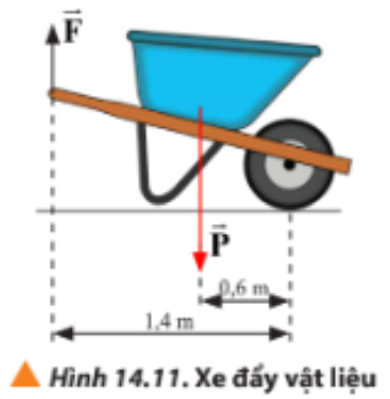 F
P
0,6 m
1,4 m
Hình 14.11. Xe đẩy vật liệu